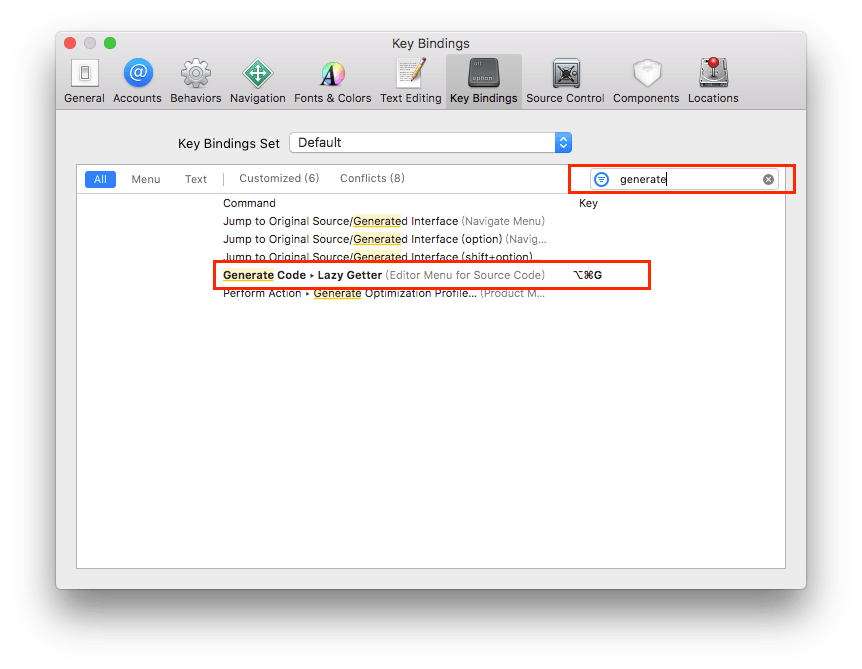 Key Bindings
General Accounts Behaviors Navigation Fonts & Colors Text Editing Key Bindings Source Control Components Locations
Key Bindings Set Default
All Menu Text Customized (6) Conflicts (8) generate
Command Key
Jump to Original Source/Generated Interface (Navigate Menu)
Jump to Original Source/Generated Interface (option) (Navig...
Jump to Original Source/Generated Interface (shift+option)...
Generate Code ▸ Lazy Getter (Editor Menu for Source Code) ⌥⌘G
Perform Action ▸ Generate Optimization Profile... (Product M...